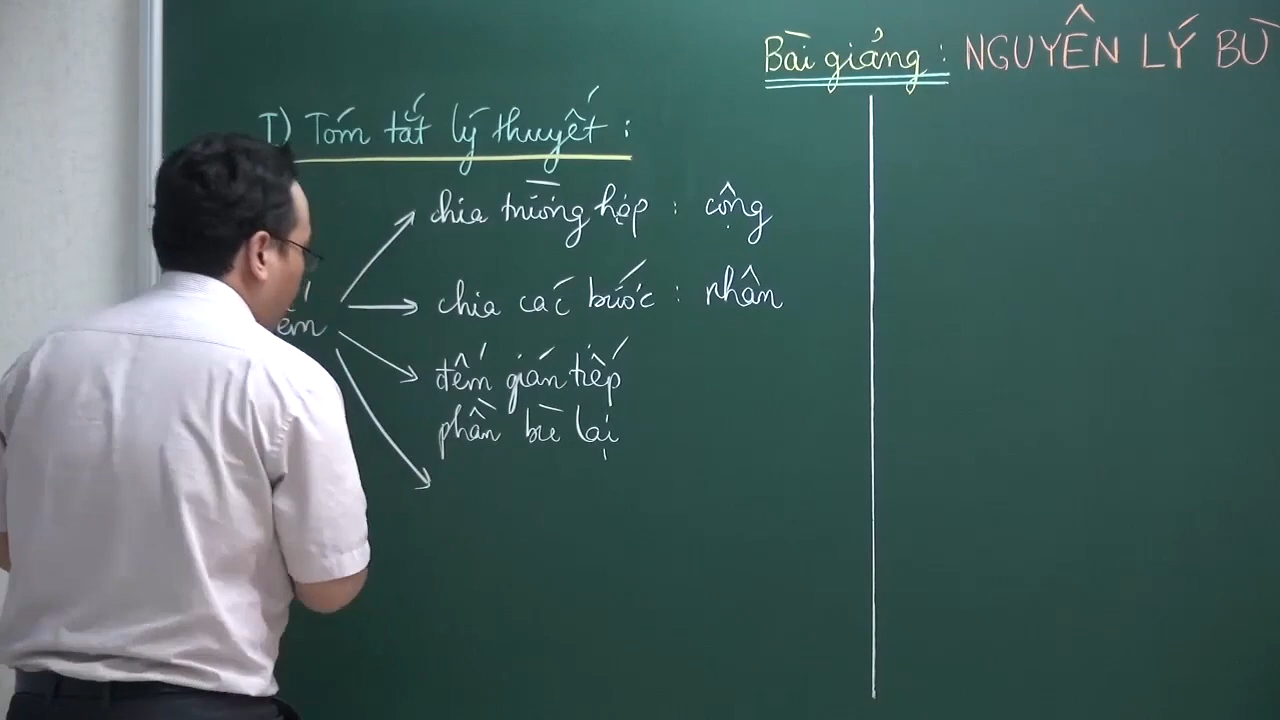 Bài giảng : NGUYÊN LÝ BÙ
I) Tóm tắt lý thuyết :
chia trường hợp : cộng
chia các bước : nhân
đếm gián tiếp
phần bù lại